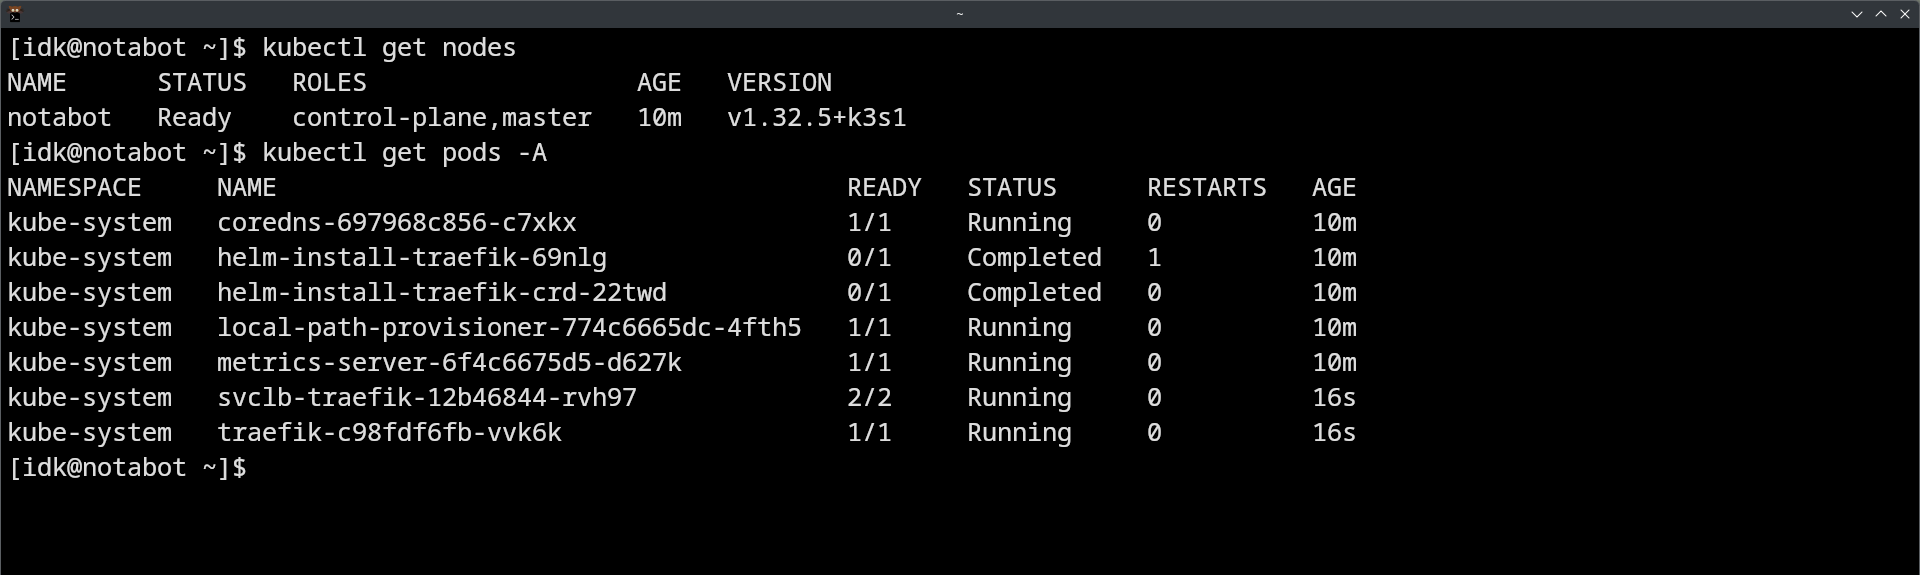 ~
[idk@notabot ~]$ kubectl get nodes
NAME      STATUS   ROLES                  AGE   VERSION
notabot   Ready    control-plane,master   10m   v1.32.5+k3s1
[idk@notabot ~]$ kubectl get pods -A
NAMESPACE     NAME                                      READY   STATUS      RESTARTS   AGE
kube-system   coredns-697968c856-c7xkx                  1/1     Running     0          10m
kube-system   helm-install-traefik-69nlg                0/1     Completed   1          10m
kube-system   helm-install-traefik-crd-22twd            0/1     Completed   0          10m
kube-system   local-path-provisioner-774c6665dc-4fth5   1/1     Running     0          10m
kube-system   metrics-server-6f4c6675d5-d627k           1/1     Running     0          10m
kube-system   svclb-traefik-12b46844-rvh97              2/2     Running     0          16s
kube-system   traefik-c98fdf6fb-vvk6k                   1/1     Running     0          16s
[idk@notabot ~]$